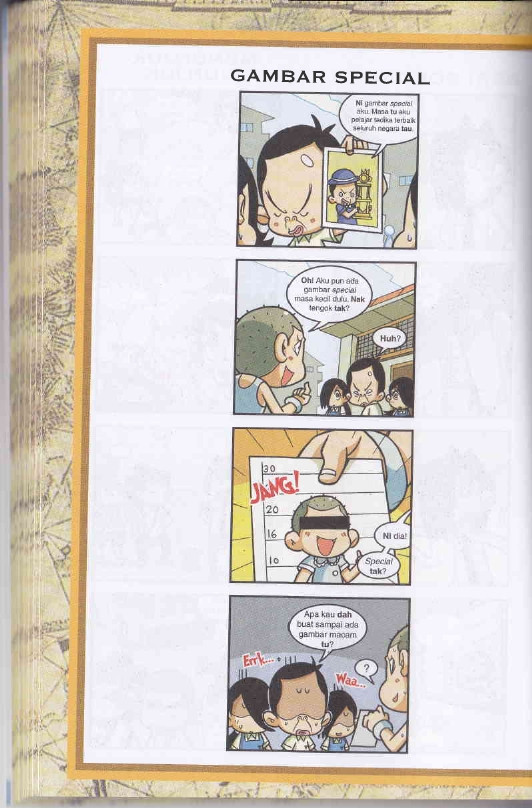 GAMBAR SPECIAL
Ni gambar special
aku. Masa tu aku
pelajar tadika terbaik
seluruh negara tau.
Oh! Aku pun ada
gambar special
masa kecil dulu. Nak
tengok tak?
Huh?
30
JANG!
20
16
10
Ni dia!
Special
tak?
Apa kau dah
buat sampai ada
gambar macam
tu?
Errk...
?
Waa...